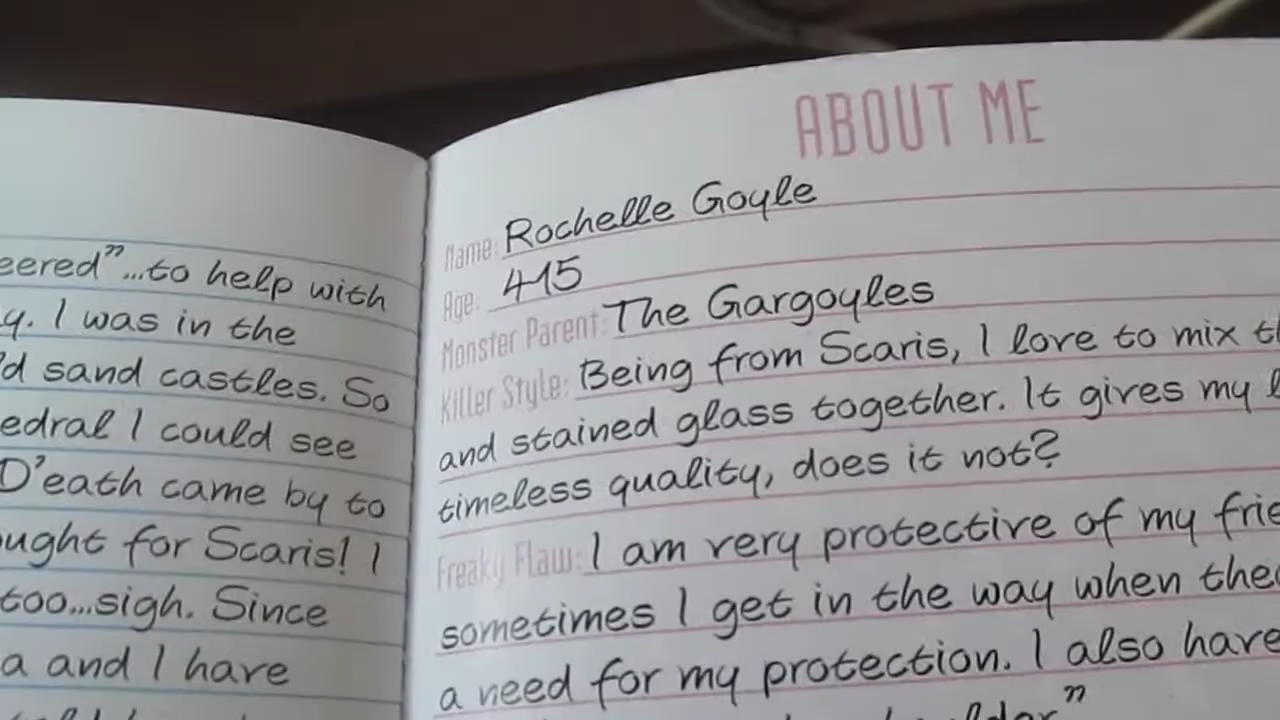 eered"...to help with
y. I was in the
d sand castles. So
edral I could see
D'eath came by to
ught for Scaris! I
too...sigh. Since
a and I have
ABOUT ME
Name: Rochelle Goyle
Age: 415
Monster Parent: The Gargoyles
Killer Style: Being from Scaris, I love to mix
and stained glass together. It gives my
timeless quality, does it not?
Freaky Flaw: I am very protective of my
sometimes I get in the way when
a need for my protection. I also have